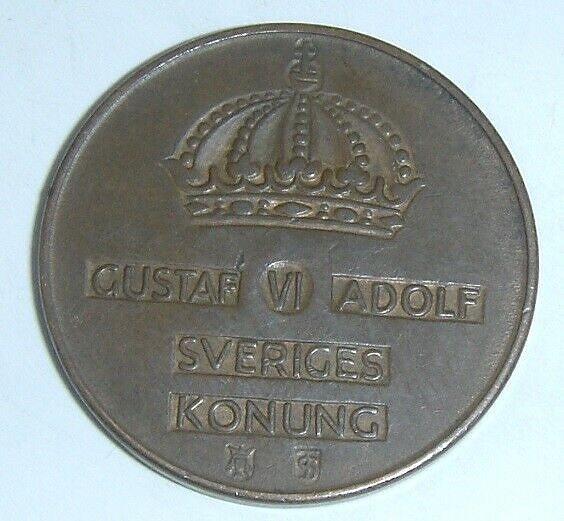 GUSTAF VI ADOLF
SVERIGES
KONUNG